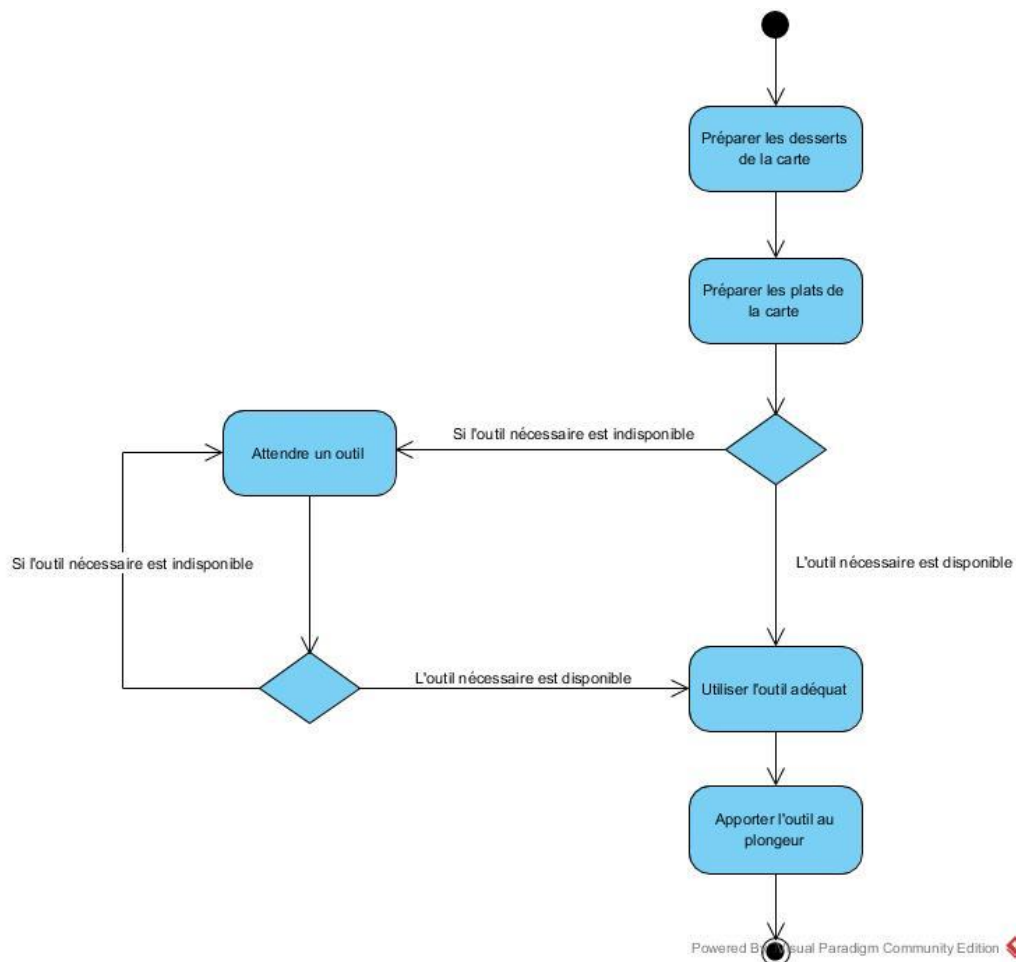 Préparer les desserts
de la carte
Préparer les plats de
la carte
Si l'outil nécessaire est indisponible
Attendre un outil
Si l'outil nécessaire est indisponible
L'outil nécessaire est disponible
L'outil nécessaire est disponible
Utiliser l'outil adéquat
Apporter l'outil au
plongeur
Powered By Visual Paradigm Community Edition